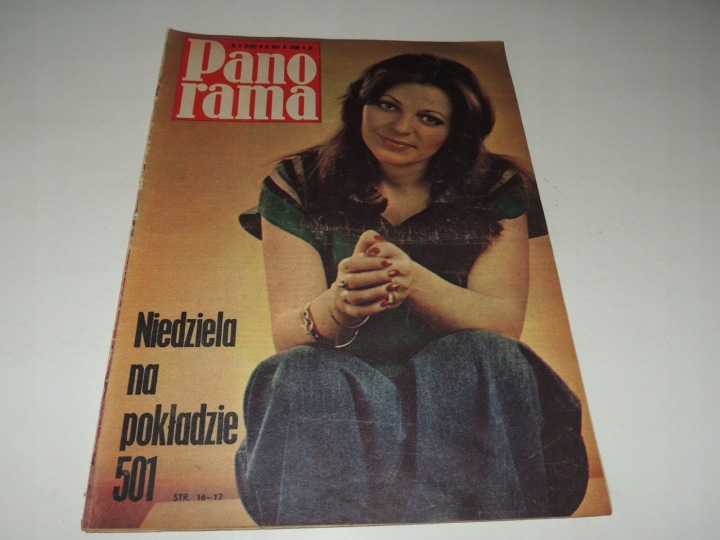 Pano
rama
Niedziela
na
pokładzie
501
STR. 16—17